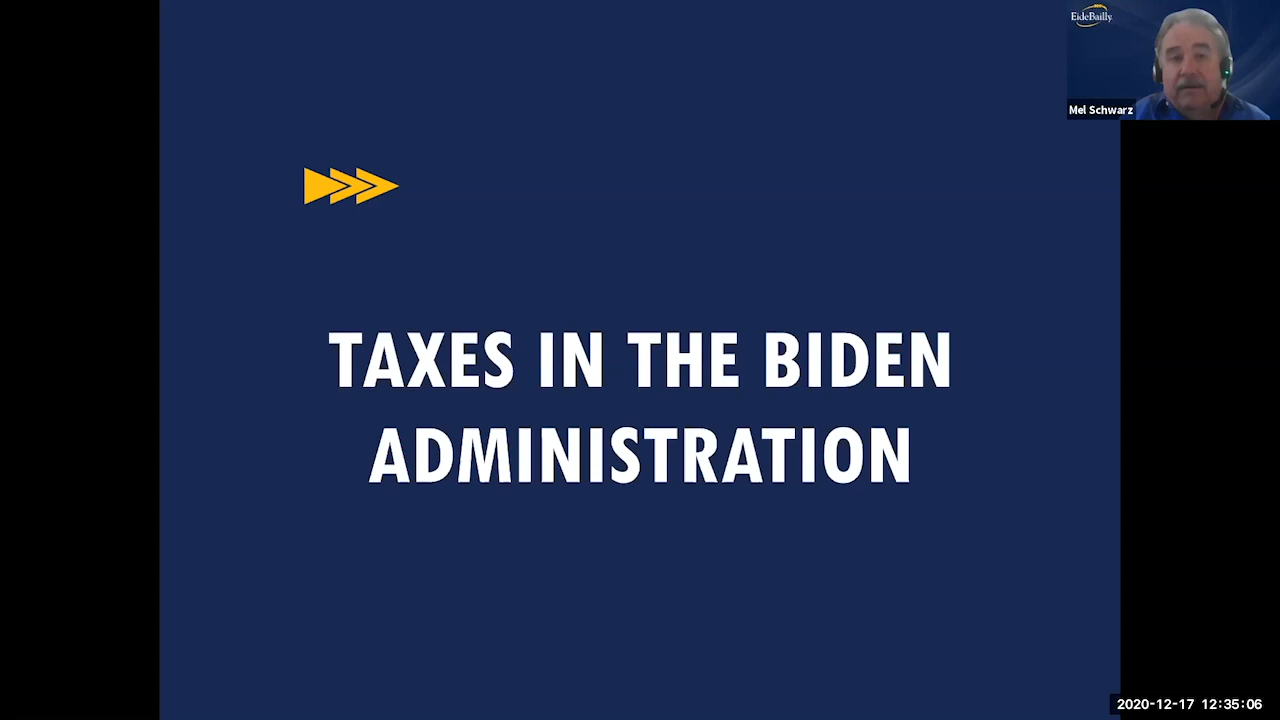 EideBailly
Mel Schwarz
TAXES IN THE BIDEN
ADMINISTRATION
2020-12-17 12:35:06